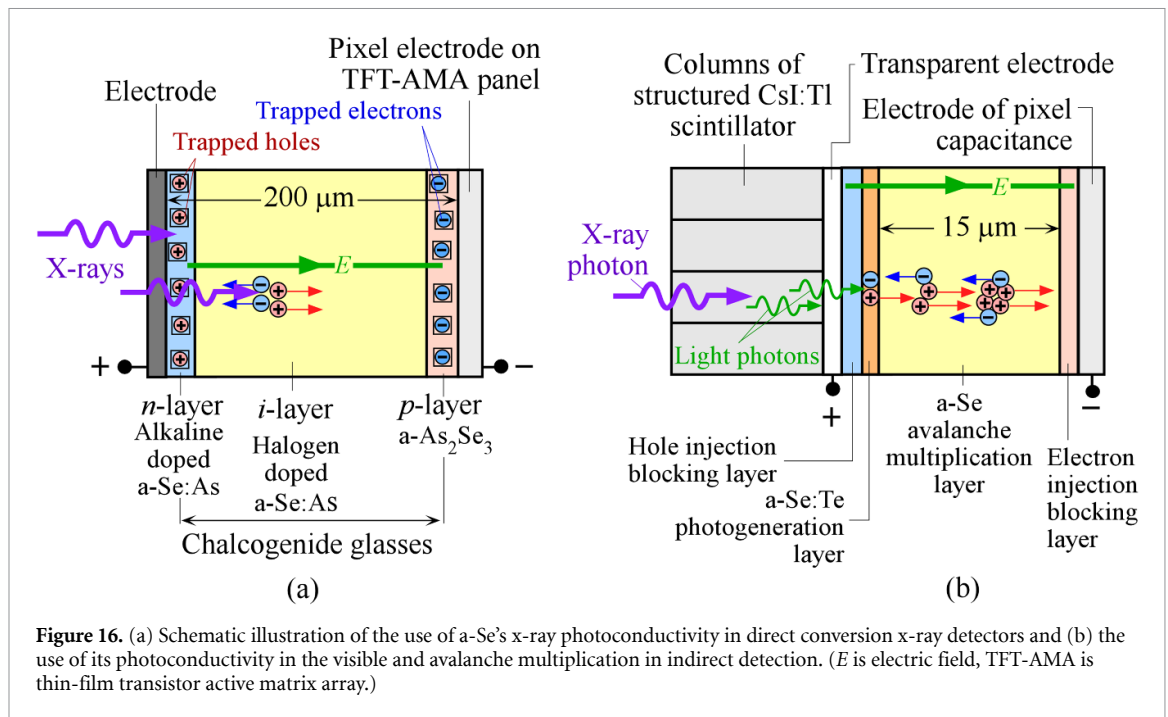 Electrode
Pixel electrode on
TFT-AMA panel
Trapped electrons
Trapped holes
200 μm
X-rays
E
+
−
n-layer
Alkaline
doped
a-Se:As
i-layer
Halogen
doped
a-Se:As
p-layer
a-As₂Se₃
Chalcogenide glasses
(a)
Columns of
structured CsI:Tl
scintillator
Transparent electrode
Electrode of pixel
capacitance
E
15 μm
X-ray
photon
Light photons
+
−
Hole injection
blocking layer
a-Se:Te
photogeneration
layer
a-Se
avalanche
multiplication
layer
Electron
injection
blocking
layer
(b)
Figure 16. (a) Schematic illustration of the use of a-Se's x-ray photoconductivity in direct conversion x-ray detectors and (b) the
use of its photoconductivity in the visible and avalanche multiplication in indirect detection. (E is electric field, TFT-AMA is
thin-film transistor active matrix array.)